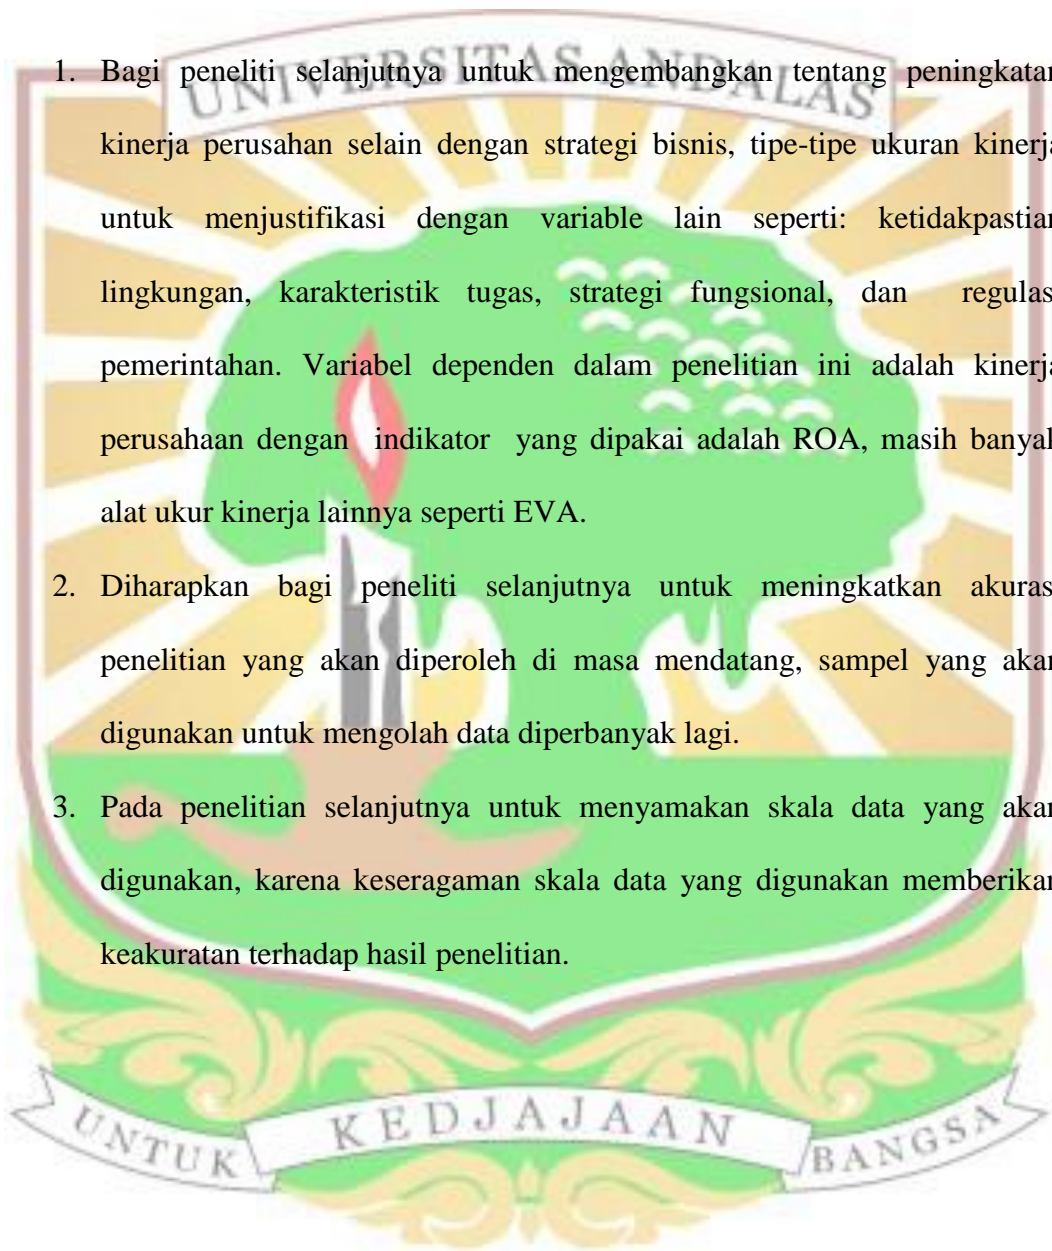 UNIVERSITAS ANDALAS
1. Bagi peneliti selanjutnya untuk mengembangkan tentang peningkatan
kinerja perusahan selain dengan strategi bisnis, tipe-tipe ukuran kinerja
untuk menjustifikasi dengan variable lain seperti: ketidakpastian
lingkungan, karakteristik tugas, strategi fungsional, dan regulas
pemerintahan. Variabel dependen dalam penelitian ini adalah kinerja
perusahaan dengan indikator yang dipakai adalah ROA, masih banyak
alat ukur kinerja lainnya seperti EVA.
2. Diharapkan bagi peneliti selanjutnya untuk meningkatkan akuras
penelitian yang akan diperoleh di masa mendatang, sampel yang akan
digunakan untuk mengolah data diperbanyak lagi.
3. Pada penelitian selanjutnya untuk menyamakan skala data yang akan
digunakan, karena keseragaman skala data yang digunakan memberikan
keakuratan terhadap hasil penelitian.
UNTUK KEDJAJAAN BANGSA